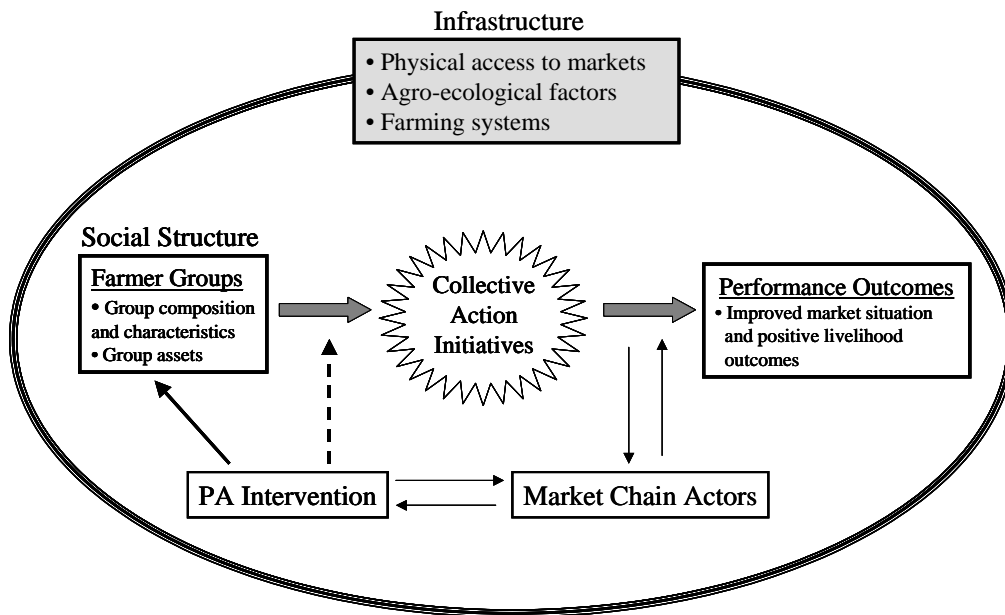 Infrastructure
• Physical access to markets
• Agro-ecological factors
• Farming systems
Social Structure
Farmer Groups
• Group composition
and characteristics
• Group assets
Collective
Action
Initiatives
Performance Outcomes
• Improved market situation
and positive livelihood
outcomes
PA Intervention
Market Chain Actors